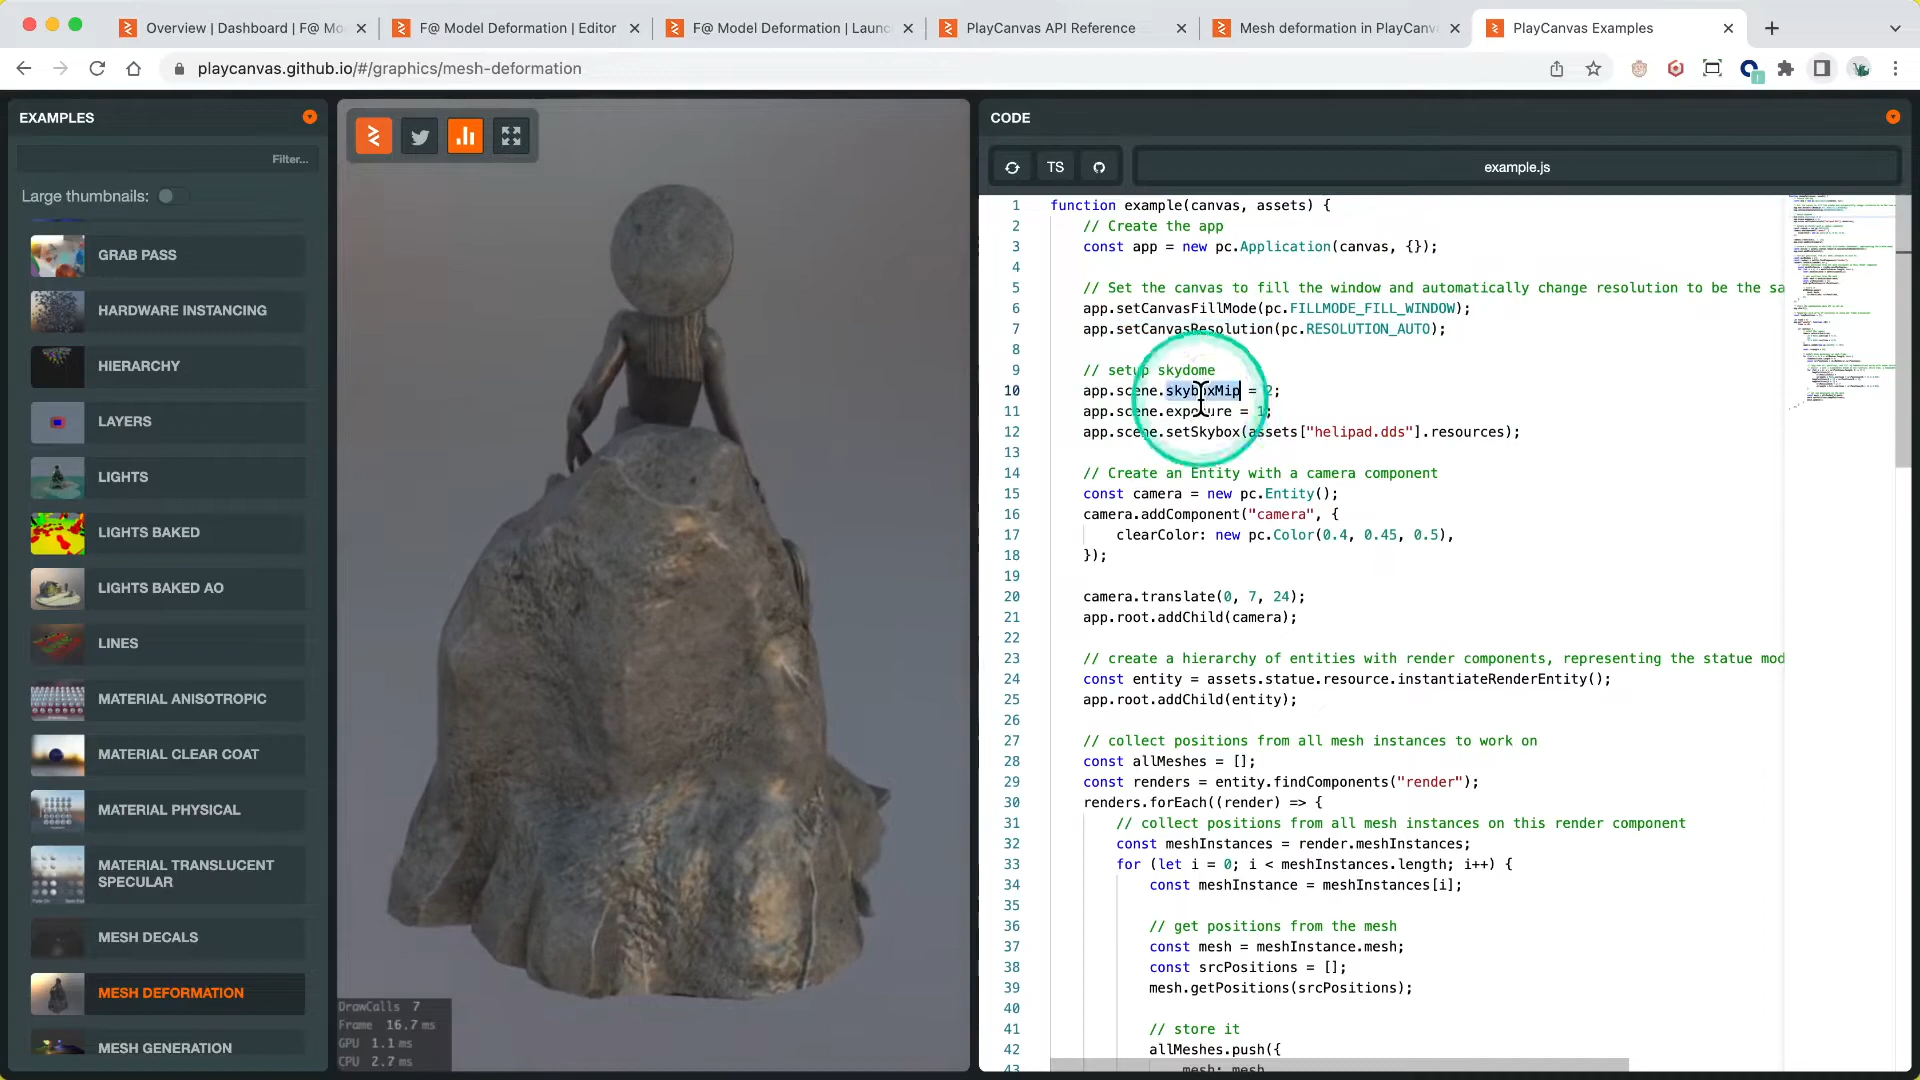 Overview | Dashboard | F@ Mo
F@ Model Deformation | Editor
F@ Model Deformation | Launc
PlayCanvas API Reference
Mesh deformation in PlayCanv
PlayCanvas Examples
playcanvas.github.io/#/graphics/mesh-deformation
EXAMPLES
Filter...
Large thumbnails:
GRAB PASS
HARDWARE INSTANCING
HIERARCHY
LAYERS
LIGHTS
LIGHTS BAKED
LIGHTS BAKED AO
LINES
MATERIAL ANISOTROPIC
MATERIAL CLEAR COAT
MATERIAL PHYSICAL
MATERIAL TRANSLUCENT
SPECULAR
MESH DECALS
MESH DEFORMATION
MESH GENERATION
DrawCalls 7
Frame 16.7 ms
GPU 1.1 ms
CPU 2.7 ms
CODE
TS
example.js
1 function example(canvas, assets) {
2 // Create the app
3 const app = new pc.Application(canvas, {});
4
5 // Set the canvas to fill the window and automatically change resolution to be the sa
6 app.setCanvasFillMode(pc.FILLMODE_FILL_WINDOW);
7 app.setCanvasResolution(pc.RESOLUTION_AUTO);
8
9 // setup skydome
10 app.scene.skyboxMip = 2;
11 app.scene.exposure = 1;
12 app.scene.setSkybox(assets["helipad.dds"].resources);
13
14 // Create an Entity with a camera component
15 const camera = new pc.Entity();
16 camera.addComponent("camera", {
17 clearColor: new pc.Color(0.4, 0.45, 0.5),
18 });
19
20 camera.translate(0, 7, 24);
21 app.root.addChild(camera);
22
23 // create a hierarchy of entities with render components, representing the statue mod
24 const entity = assets.statue.resource.instantiateRenderEntity();
25 app.root.addChild(entity);
26
27 // collect positions from all mesh instances to work on
28 const allMeshes = [];
29 const renders = entity.findComponents("render");
30 renders.forEach((render) => {
31 // collect positions from all mesh instances on this render component
32 const meshInstances = render.meshInstances;
33 for (let i = 0; i < meshInstances.length; i++) {
34 const meshInstance = meshInstances[i];
35
36 // get positions from the mesh
37 const mesh = meshInstance.mesh;
38 const srcPositions = [];
39 mesh.getPositions(srcPositions);
40
41 // store it
42 allMeshes.push({
43 mesh: mesh